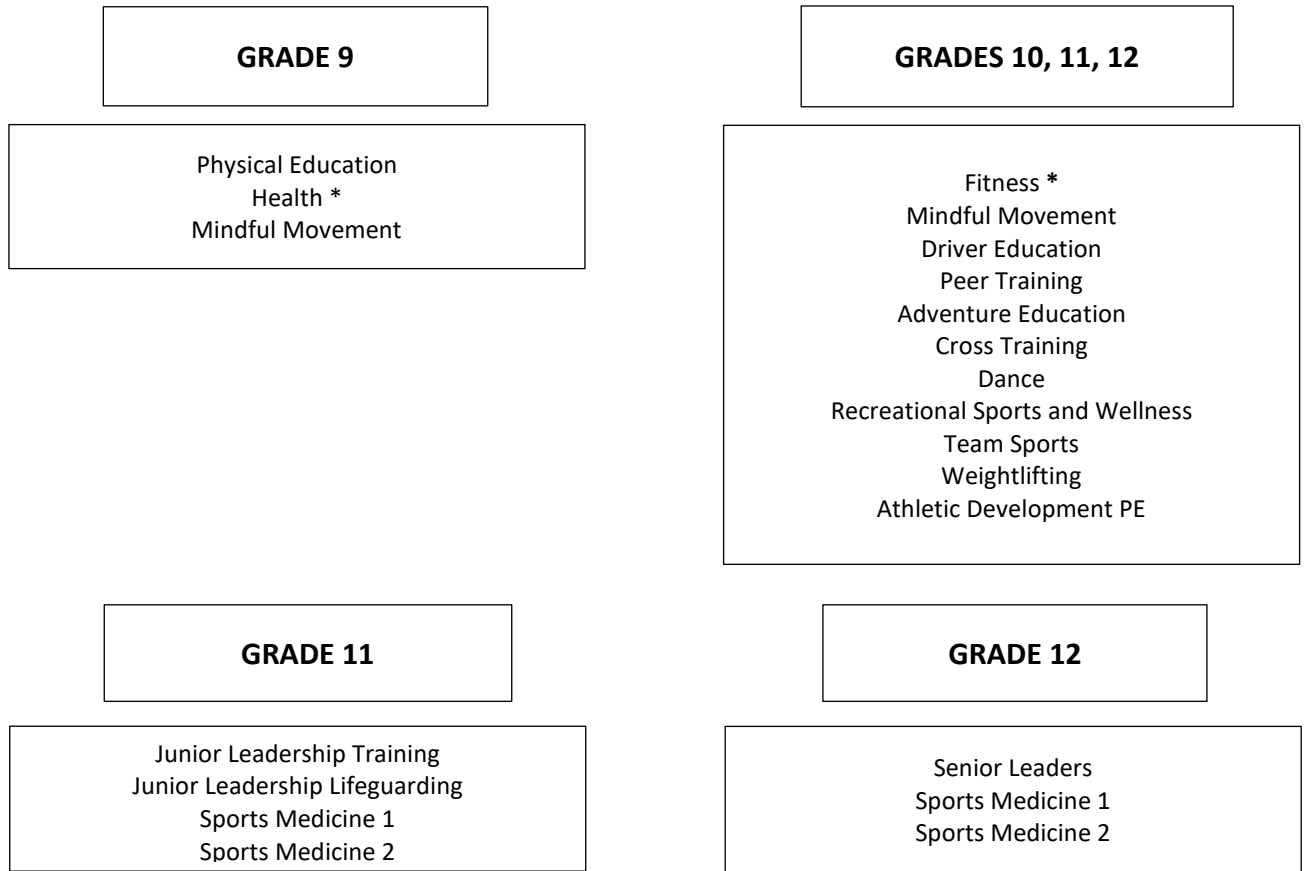 GRADE 9
Physical Education
Health *
Mindful Movement
GRADES 10, 11, 12
Fitness *
Mindful Movement
Driver Education
Peer Training
Adventure Education
Cross Training
Dance
Recreational Sports and Wellness
Team Sports
Weightlifting
Athletic Development PE
GRADE 11
Junior Leadership Training
Junior Leadership Lifeguarding
Sports Medicine 1
Sports Medicine 2
GRADE 12
Senior Leaders
Sports Medicine 1
Sports Medicine 2